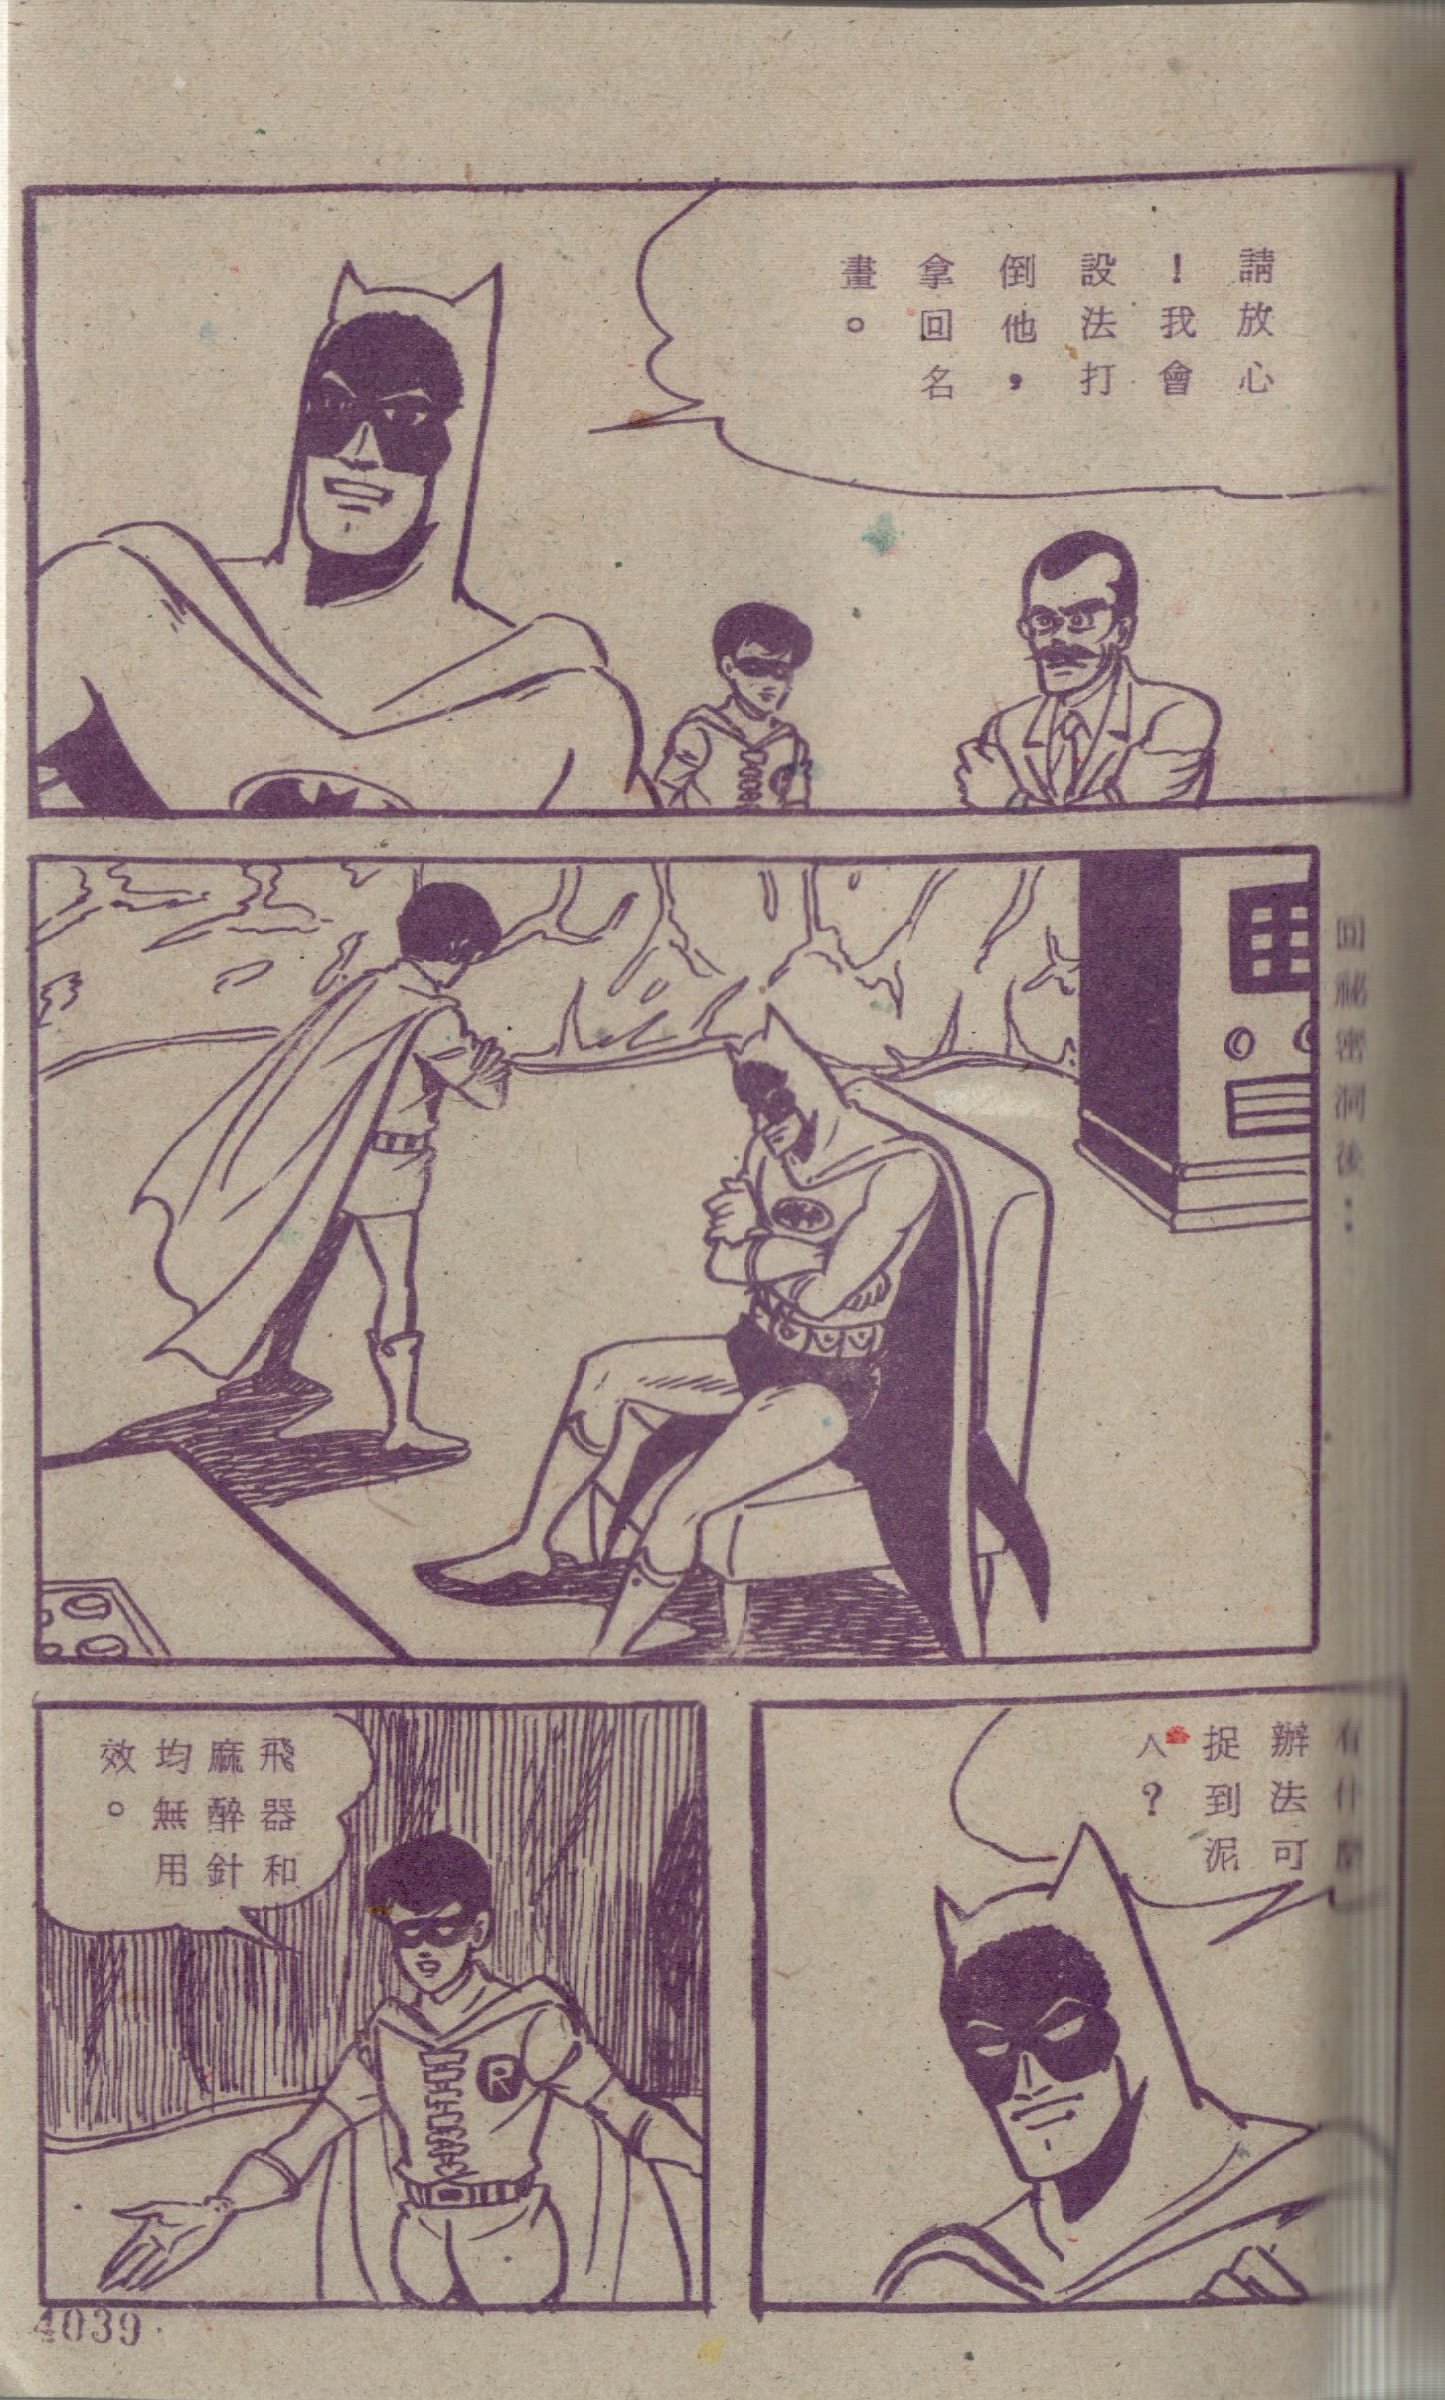 請放心
！我會
設法打
倒他，
拿回名
畫。
回祕密洞後：
有什麼
辦法可
捉到泥
人？
飛器和
麻醉針
均無用
效。
R
4039